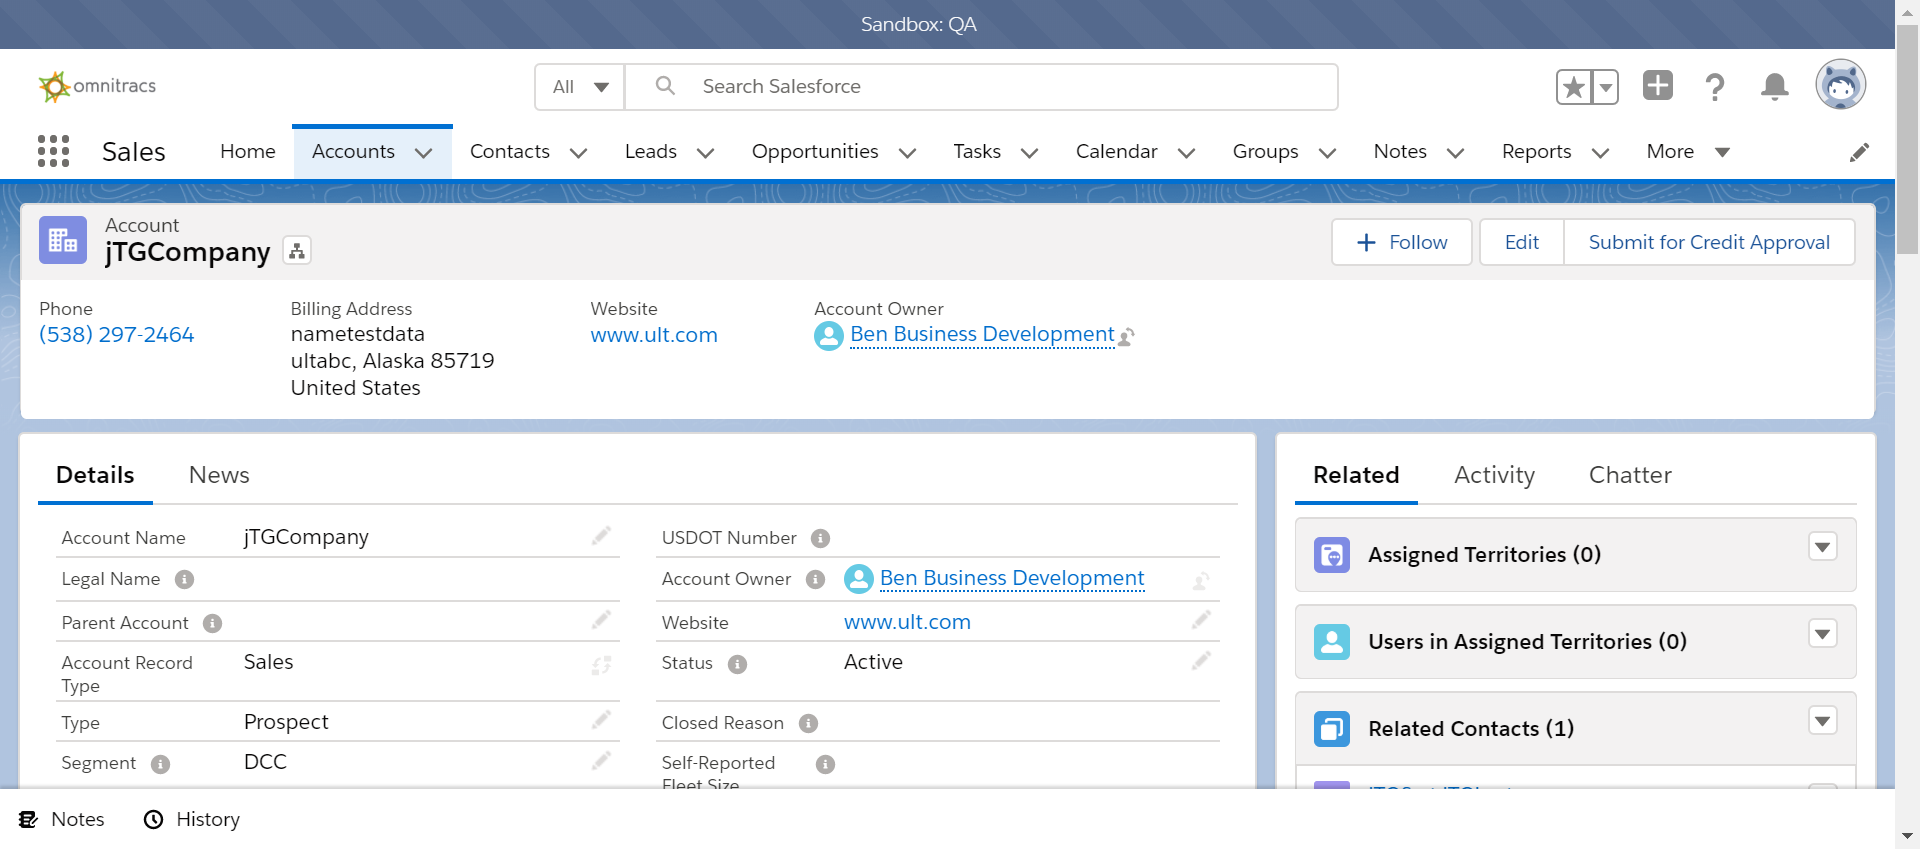 Sandbox: QA
omnitracs
All
Search Salesforce
Sales
Home
Accounts
Contacts
Leads
Opportunities
Tasks
Calendar
Groups
Notes
Reports
More
Account
jTGCompany
Follow
Edit
Submit for Credit Approval
Phone
(538) 297-2464
Billing Address
nametestdata
ultabc, Alaska 85719
United States
Website
www.ult.com
Account Owner
Ben Business Development
Details
News
Account Name
jTGCompany
USDOT Number
Legal Name
Account Owner
Ben Business Development
Parent Account
Website
www.ult.com
Account Record
Type
Sales
Status
Active
Type
Prospect
Closed Reason
Segment
DCC
Self-Reported
Fleet Size
Related
Activity
Chatter
Assigned Territories (0)
Users in Assigned Territories (0)
Related Contacts (1)
Notes
History